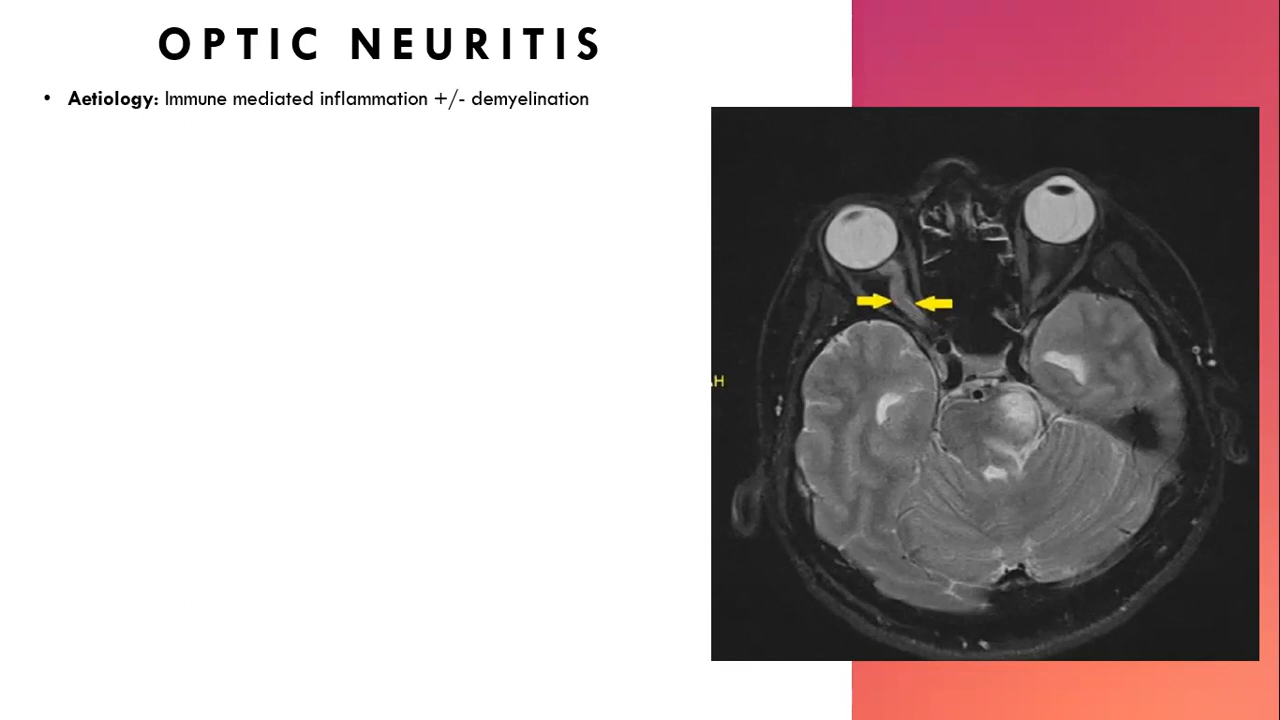 OPTIC NEURITIS
• Aetiology: Immune mediated inflammation +/- demyelination